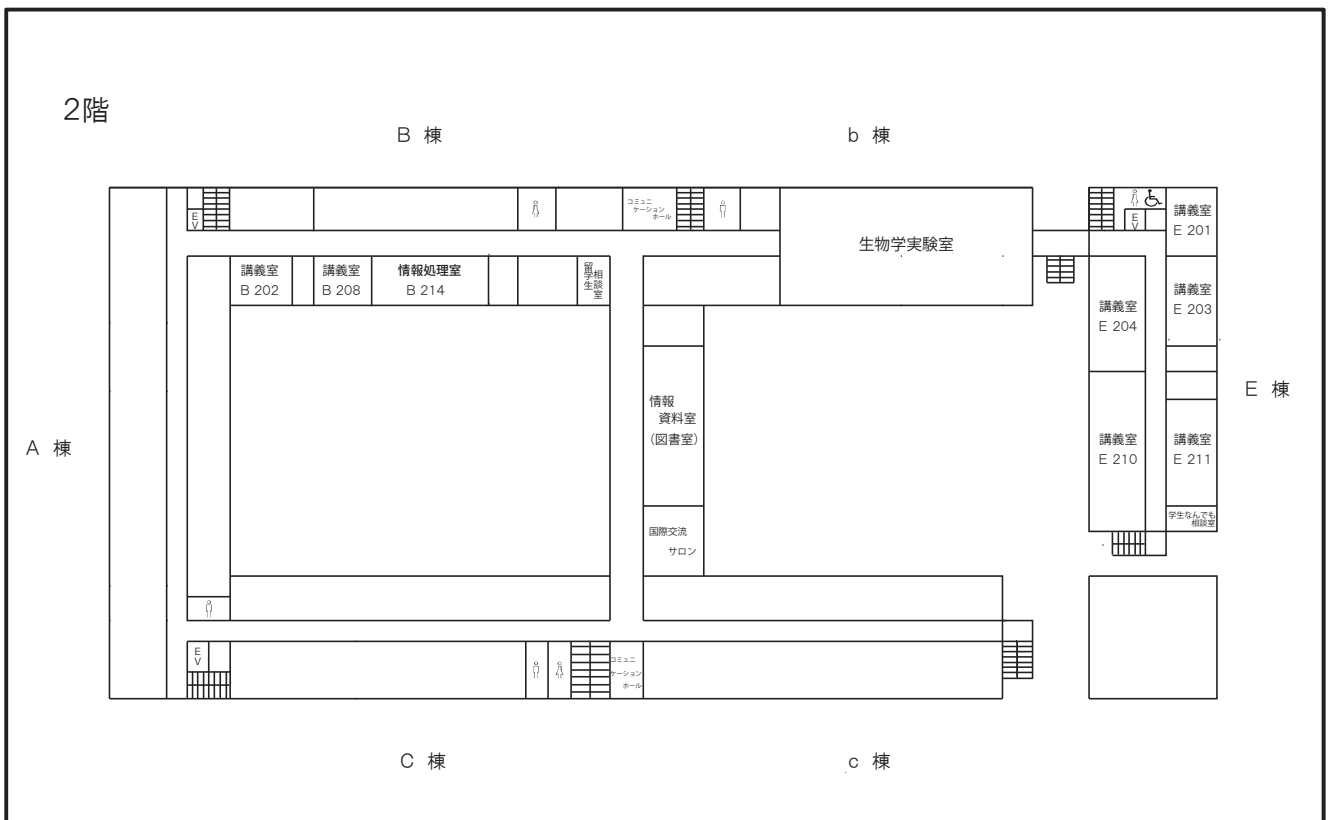 2階
B 棟
b 棟
EV
コミュニ
ケーション
ホール
EV
講義室
E 201
生物学実験室
講義室
B 202
講義室
B 208
情報処理室
B 214
留学生
相談室
講義室
E 204
講義室
E 203
情報
資料室
(図書室)
E 棟
A 棟
講義室
E 210
講義室
E 211
国際交流
サロン
学生なんでも
相談室
EV
コミュニ
ケーション
ホール
C 棟
c 棟